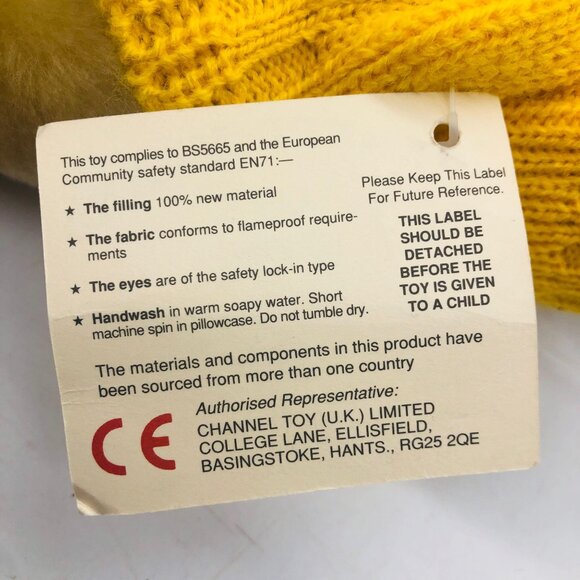 This toy complies to BS5665 and the European
Community safety standard EN71:—
★ The filling 100% new material
★ The fabric conforms to flameproof require-
ments
★ The eyes are of the safety lock-in type
★ Handwash in warm soapy water. Short
machine spin in pillowcase. Do not tumble dry.
Please Keep This Label
For Future Reference.
THIS LABEL
SHOULD BE
DETACHED
BEFORE THE
TOY IS GIVEN
TO A CHILD
The materials and components in this product have
been sourced from more than one country
CE
Authorised Representative:
CHANNEL TOY (U.K.) LIMITED
COLLEGE LANE, ELLISFIELD,
BASINGSTOKE, HANTS., RG25 2QE